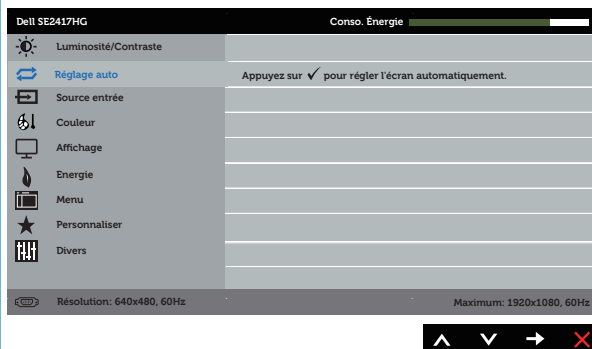 Dell SE2417HG Conso. Énergie
Luminosité/Contraste
Réglage auto Appuyez sur ✓ pour régler l'écran automatiquement.
Source entrée
Couleur
Affichage
Energie
Menu
Personnaliser
Divers
Résolution: 640x480, 60Hz Maximum: 1920x1080, 60Hz